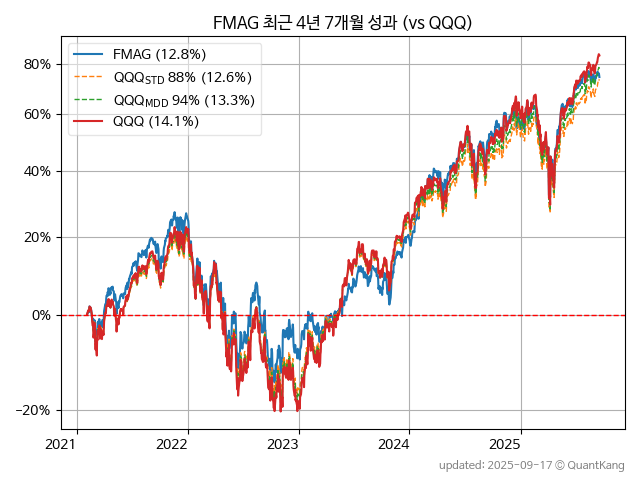 FMAG 최근 4년 7개월 성과 (vs QQQ)
FMAG (12.8%)
QQQSTD 88% (12.6%)
QQQMDD 94% (13.3%)
QQQ (14.1%)
80%
60%
40%
20%
0%
−20%
2021
2022
2023
2024
2025
updated: 2025-09-17 © QuantKang